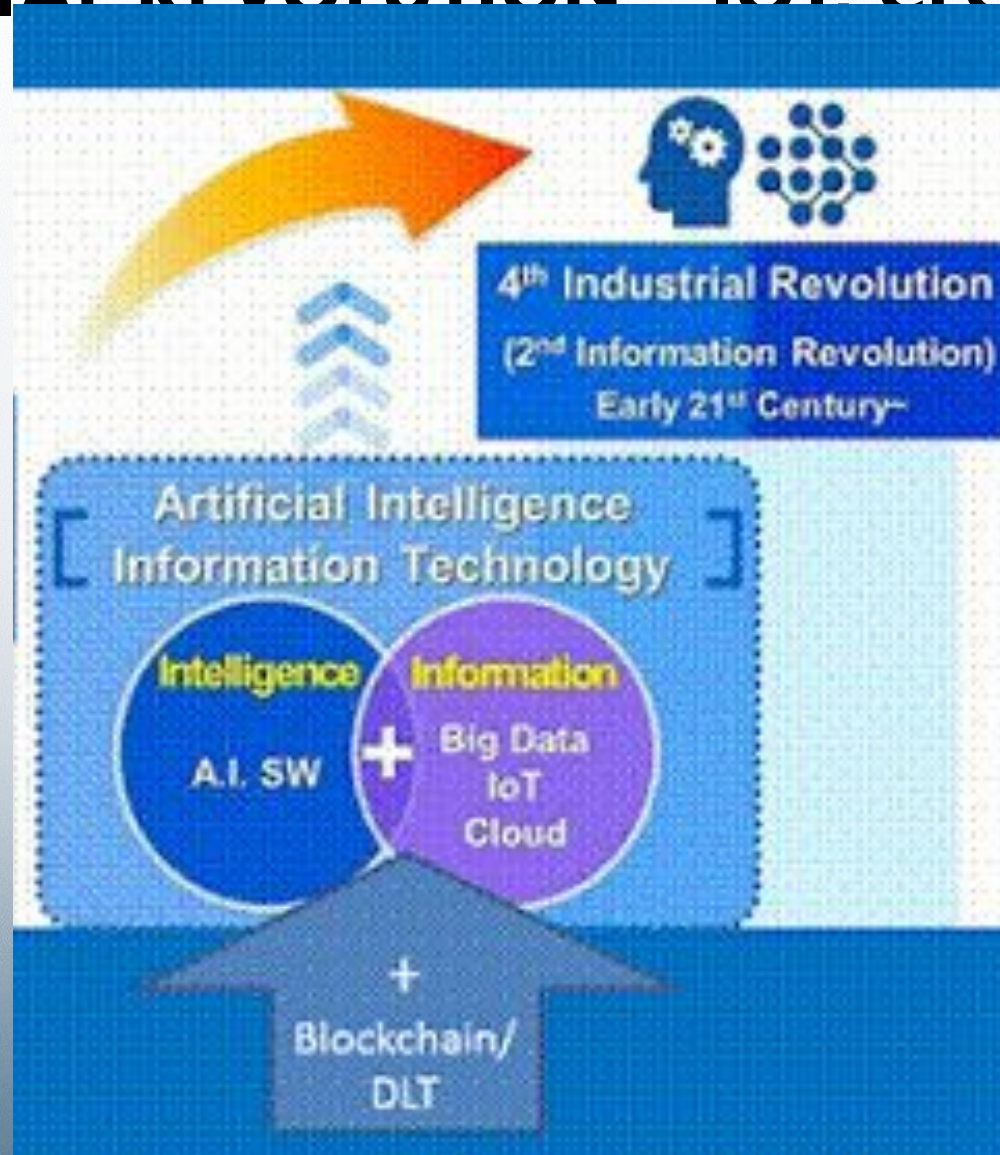 4th Industrial Revolution
(2nd Information Revolution)
Early 21st Century~
Artificial Intelligence
Information Technology
Intelligence
A.I. SW
+
Information
Big Data
IoT
Cloud
+
Blockchain/
DLT